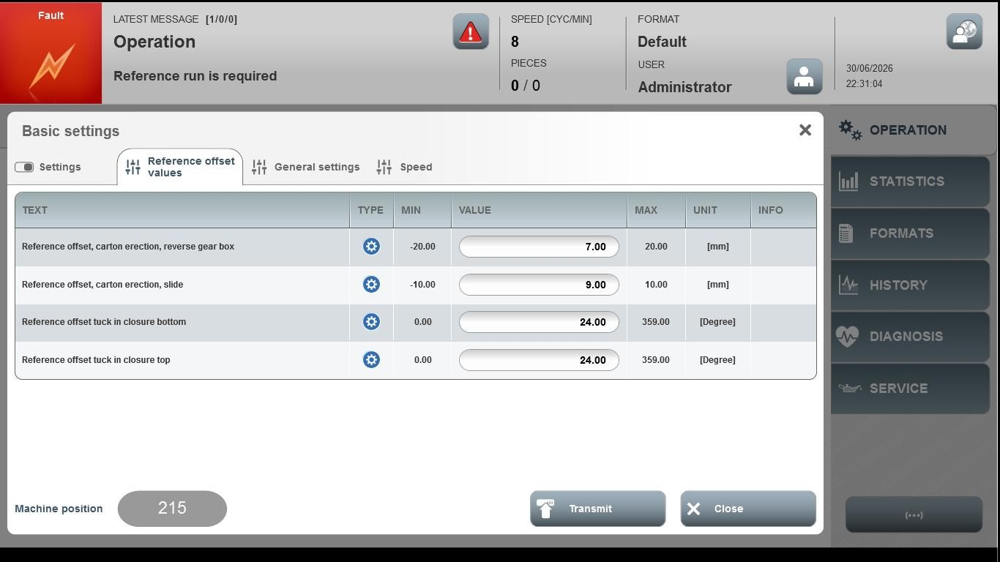 Fault
LATEST MESSAGE [1/0/0]
Operation
Reference run is required
SPEED [CYC/MIN]
8
PIECES
0 / 0
FORMAT
Default
USER
Administrator
30/06/2026
22:31:04
Basic settings
Settings
Reference offset
values
General settings
Speed
TEXT TYPE MIN VALUE MAX UNIT INFO
Reference offset, carton erection, reverse gear box -20.00 7.00 20.00 [mm]
Reference offset, carton erection, slide -10.00 9.00 10.00 [mm]
Reference offset tuck in closure bottom 0.00 24.00 359.00 [Degree]
Reference offset tuck in closure top 0.00 24.00 359.00 [Degree]
Machine position 215
Transmit
Close
OPERATION
STATISTICS
FORMATS
HISTORY
DIAGNOSIS
SERVICE
(•••)